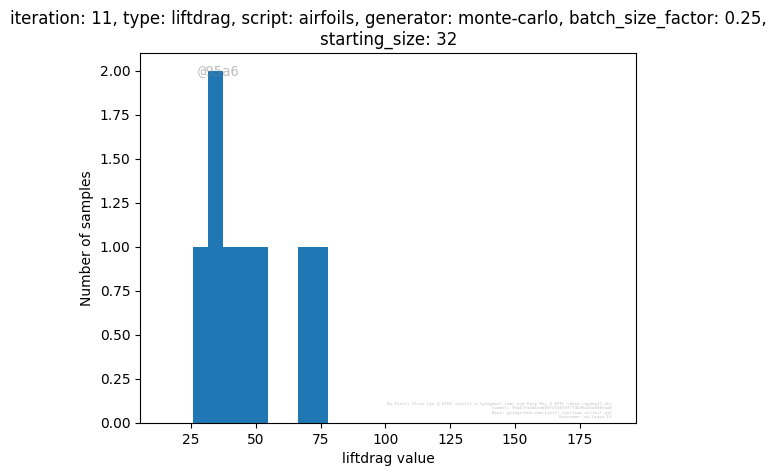 iteration: 11, type: liftdrag, script: airfoils, generator: monte-carlo, batch_size_factor: 0.25,
starting_size: 32
@95a6
2.00
1.75
1.50
1.25
1.00
0.75
0.50
0.25
0.00
Number of samples
25 50 75 100 125 150 175
liftdrag value